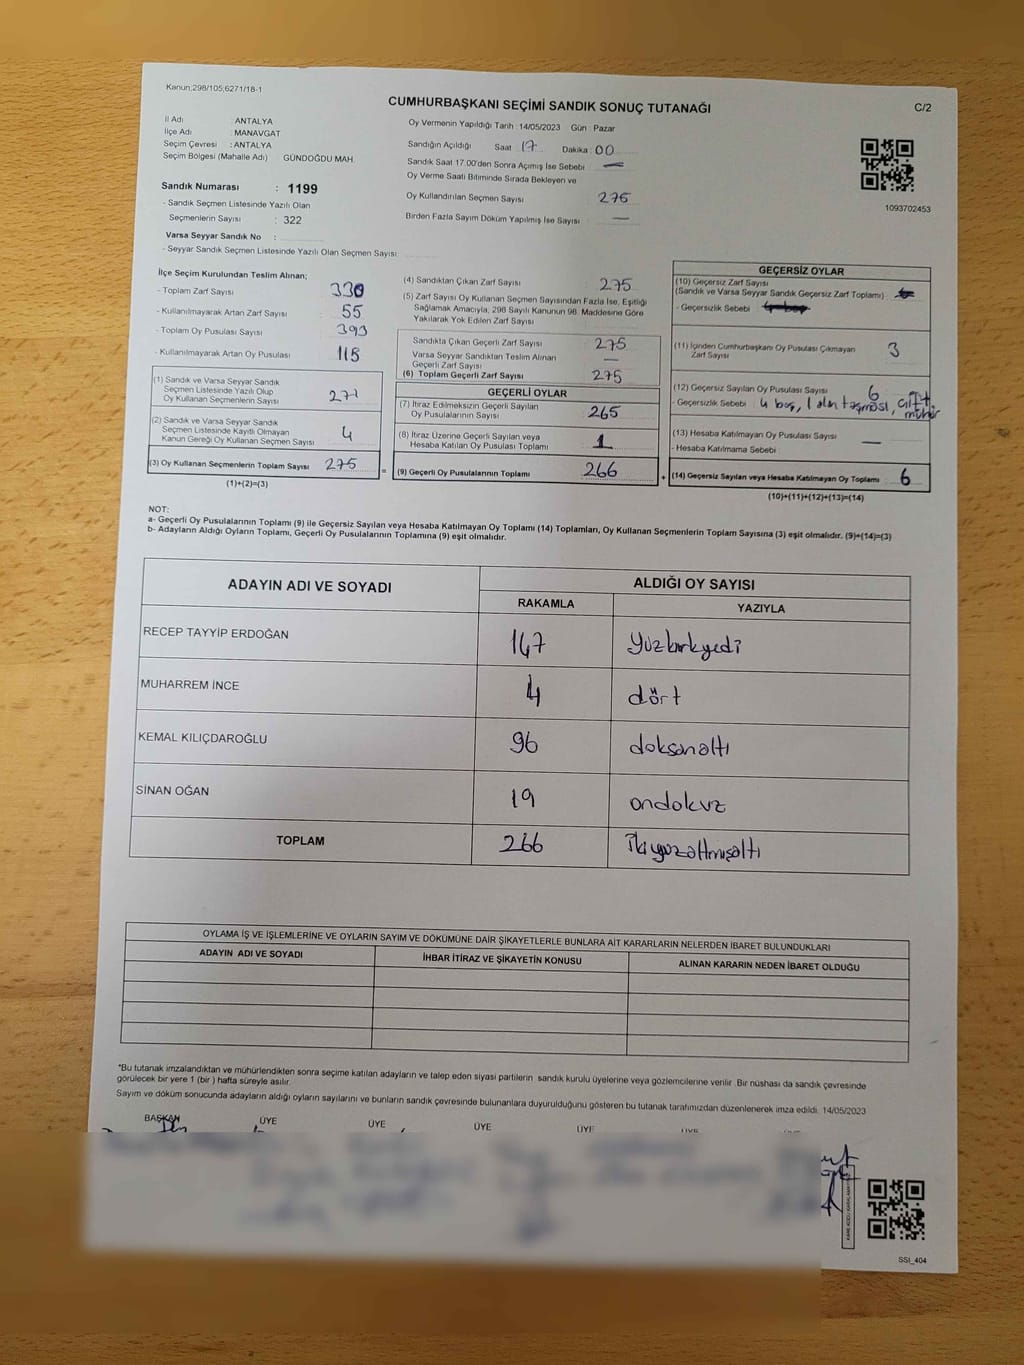 Kanun;298/105;6271/18-1
CUMHURBAŞKANI SEÇİMİ SANDIK SONUÇ TUTANAĞI
C/2
İl Adı : ANTALYA
İlçe Adı : MANAVGAT
Seçim Çevresi : ANTALYA
Seçim Bölgesi (Mahalle Adı) GÜNDOĞDU MAH.
Sandık Numarası : 1199
- Sandık Seçmen Listesinde Yazılı Olan
Seçmenlerin Sayısı : 322
Varsa Seyyar Sandık No :
- Seyyar Sandık Seçmen Listesinde Yazılı Olan Seçmen Sayısı:
Oy Vermenin Yapıldığı Tarih : 14/05/2023 Gün : Pazar
Sandığın Açıldığı Saat 17 Dakika : 00
Sandık Saat 17.00'den Sonra Açımış İse Sebebi : —
Oy Verme Saati Bitiminde Sırada Bekleyen ve
Oy Kullandırılan Seçmen Sayısı 275
Birden Fazla Sayım Döküm Yapılmış İse Sayısı : —
1093702453
İlçe Seçim Kurulundan Teslim Alınan;
- Toplam Zarf Sayısı 330
- Kullanılmayarak Artan Zarf Sayısı 55
- Toplam Oy Pusulası Sayısı 393
- Kullanılmayarak Artan Oy Pusulası 118
(1) Sandık ve Varsa Seyyar Sandık
Seçmen Listesinde Yazılı Olup
Oy Kullanan Seçmenlerin Sayısı 271
(2) Sandık ve Varsa Seyyar Sandık
Seçmen Listesinde Kayıtlı Olmayan
Kanun Gereği Oy Kullanan Seçmen Sayısı 4
(3) Oy Kullanan Seçmenlerin Toplam Sayısı 275
(1)+(2)=(3)
(4) Sandıktan Çıkan Zarf Sayısı 275
(5) Zarf Sayısı Oy Kullanan Seçmen Sayısından Fazla İse, Eşitliği
Sağlamak Amacıyla; 298 Sayılı Kanunun 98. Maddesine Göre
Yakılarak Yok Edilen Zarf Sayısı
Sandıkta Çıkan Geçerli Zarf Sayısı 275
Varsa Seyyar Sandıktan Teslim Alınan
Geçerli Zarf Sayısı —
(6) Toplam Geçerli Zarf Sayısı 275
=
GEÇERLİ OYLAR
(7) İtiraz Edilmeksizin Geçerli Sayılan
Oy Pusulalarının Sayısı 265
(8) İtiraz Üzerine Geçerli Sayılan veya
Hesaba Katılan Oy Pusulası Toplamı 1
(9) Geçerli Oy Pusulalarının Toplamı 266
+
GEÇERSİZ OYLAR
(10) Geçersiz Zarf Sayısı
(Sandık ve Varsa Seyyar Sandık Geçersiz Zarf Toplamı) :
- Geçersizlik Sebebi :
(11) İçinden Cumhurbaşkanı Oy Pusulası Çıkmayan
Zarf Sayısı 3
(12) Geçersiz Sayılan Oy Pusulası Sayısı 6
- Geçersizlik Sebebi : 4 boş, 1 alan taşması, çift
mühür
(13) Hesaba Katılmayan Oy Pusulası Sayısı : —
- Hesaba Katılmama Sebebi :
(14) Geçersiz Sayılan veya Hesaba Katılmayan Oy Toplamı : 6
(10)+(11)+(12)+(13)=(14)
NOT:
a- Geçerli Oy Pusulalarının Toplamı (9) ile Geçersiz Sayılan veya Hesaba Katılmayan Oy Toplamı (14) Toplamları, Oy Kullanan Seçmenlerin Toplam Sayısına (3) eşit olmalıdır. (9)+(14)=(3)
b- Adayların Aldığı Oyların Toplamı, Geçerli Oy Pusulalarının Toplamına (9) eşit olmalıdır.
ADAYIN ADI VE SOYADI ALDIĞI OY SAYISI
RAKAMLA YAZIYLA
RECEP TAYYİP ERDOĞAN 147 Yüzkırkyedi
MUHARREM İNCE 4 dört
KEMAL KILIÇDAROĞLU 96 doksanaltı
SİNAN OĞAN 19 ondokuz
TOPLAM 266 İkiyüzaltmışaltı
OYLAMA İŞ VE İŞLEMLERİNE VE OYLARIN SAYIM VE DÖKÜMÜNE DAİR ŞİKAYETLERLE BUNLARA AİT KARARLARIN NELERDEN İBARET BULUNDUKLARI
ADAYIN ADI VE SOYADI İHBAR İTİRAZ VE ŞİKAYETİN KONUSU ALINAN KARARIN NEDEN İBARET OLDUĞU
*Bu tutanak imzalandıktan ve mühürlendikten sonra seçime katılan adayların ve talep eden siyasi partilerin sandık kurulu üyelerine veya gözlemcilerine verilir. Bir nüshası da sandık çevresinde
görülecek bir yere 1 (bir ) hafta süreyle asılır.
Sayım ve döküm sonucunda adayların aldığı oyların sayılarını ve bunların sandık çevresinde bulunanlara duyurulduğunu gösteren bu tutanak tarafımızdan düzenlenerek imza edildi. 14/05/2023
BAŞKAN ÜYE ÜYE ÜYE ÜYE
SSI_404